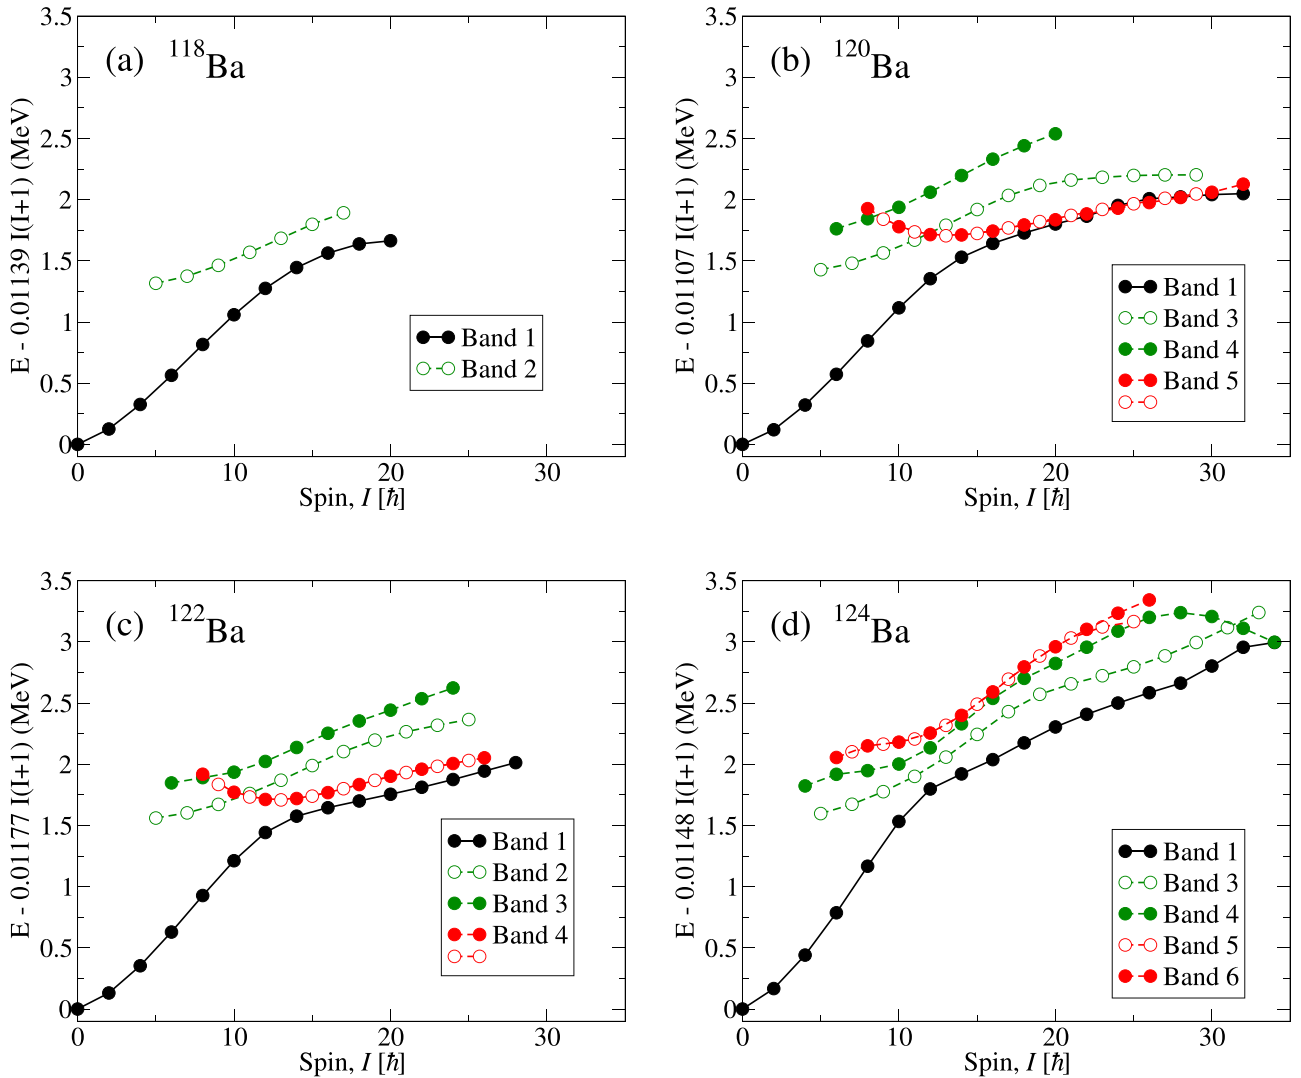 (a) ¹¹⁸Ba
E - 0.01139 I(I+1) (MeV)
3.5
3
2.5
2
1.5
1
0.5
0
0 10 20 30
Spin, I [ħ]
Band 1
Band 2
(b) ¹²⁰Ba
E - 0.01107 I(I+1) (MeV)
3.5
3
2.5
2
1.5
1
0.5
0
0 10 20 30
Spin, I [ħ]
Band 1
Band 3
Band 4
Band 5
(c) ¹²²Ba
E - 0.01177 I(I+1) (MeV)
3.5
3
2.5
2
1.5
1
0.5
0
0 10 20 30
Spin, I [ħ]
Band 1
Band 2
Band 3
Band 4
(d) ¹²⁴Ba
E - 0.01148 I(I+1) (MeV)
3.5
3
2.5
2
1.5
1
0.5
0
0 10 20 30
Spin, I [ħ]
Band 1
Band 3
Band 4
Band 5
Band 6